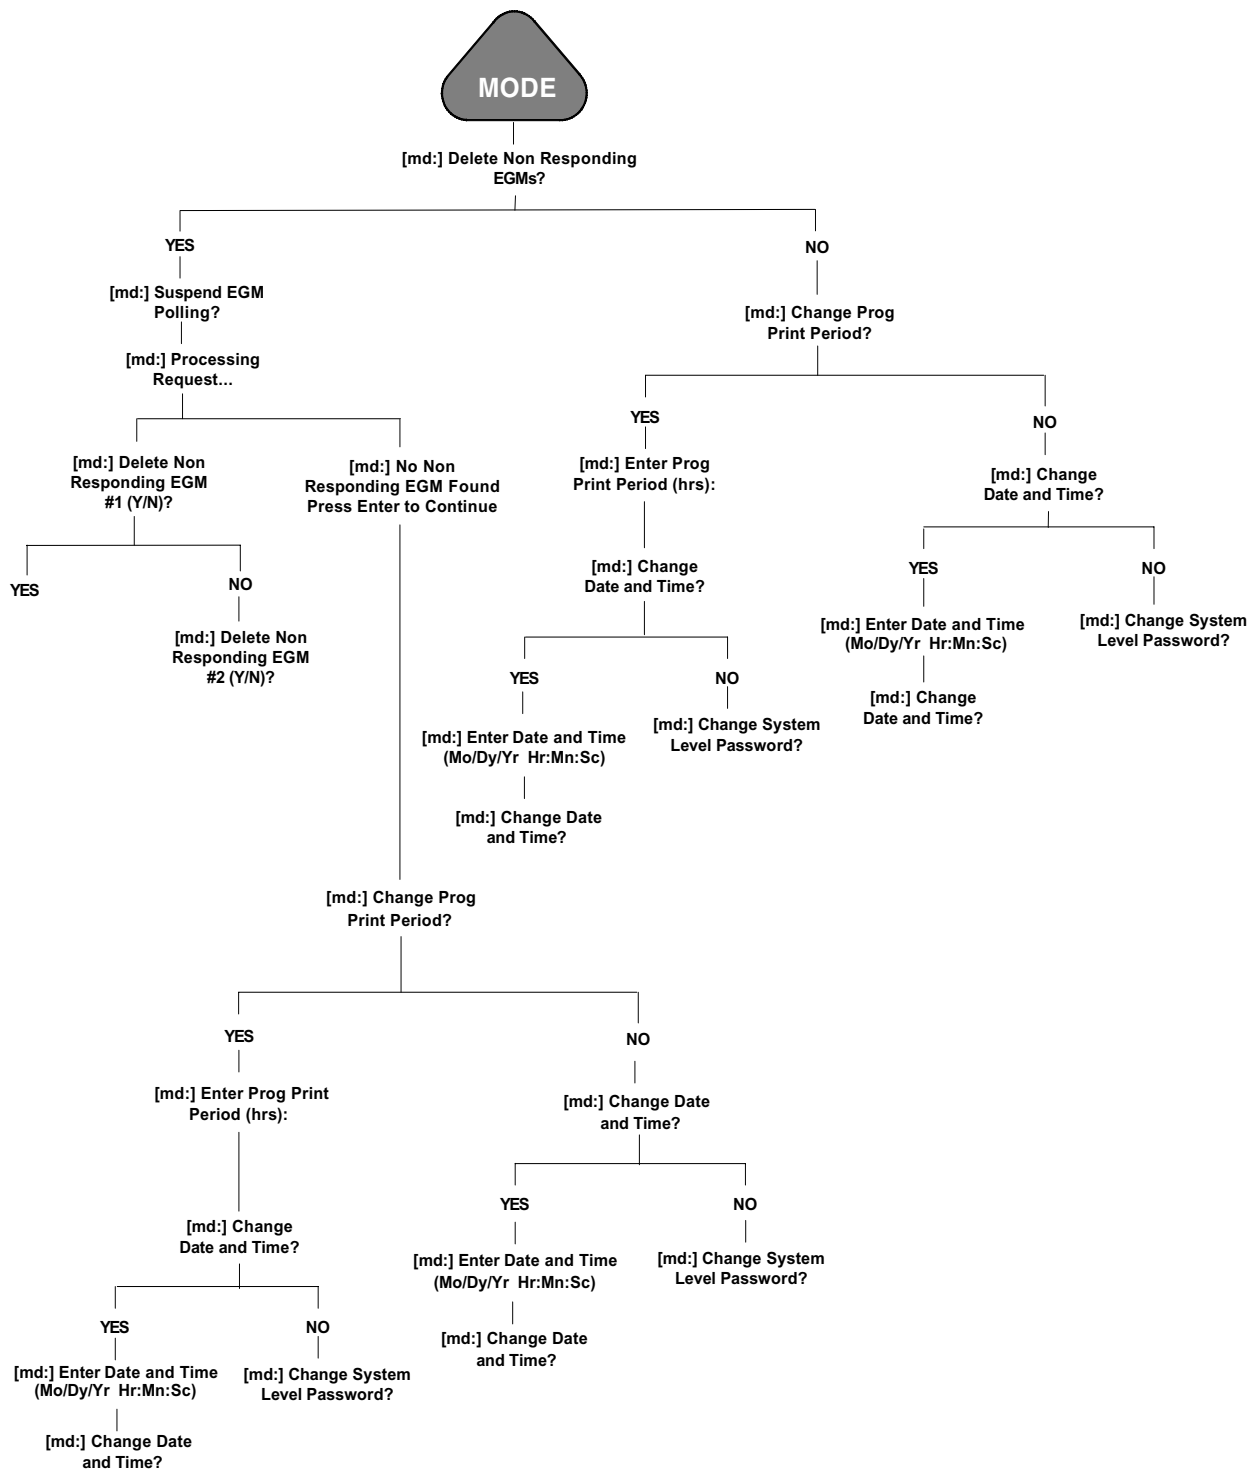 MODE
[md:] Delete Non Responding
EGMs?
YES
NO
[md:] Suspend EGM
Polling?
[md:] Change Prog
Print Period?
[md:] Processing
Request...
YES
NO
[md:] Delete Non
Responding EGM
#1 (Y/N)?
[md:] No Non
Responding EGM Found
Press Enter to Continue
[md:] Enter Prog
Print Period (hrs):
[md:] Change
Date and Time?
YES
NO
[md:] Delete Non
Responding EGM
#2 (Y/N)?
[md:] Change
Date and Time?
YES
NO
[md:] Enter Date and Time
(Mo/Dy/Yr Hr:Mn:Sc)
[md:] Change System
Level Password?
[md:] Change
Date and Time?
YES
NO
[md:] Enter Date and Time
(Mo/Dy/Yr Hr:Mn:Sc)
[md:] Change System
Level Password?
[md:] Change Date
and Time?
[md:] Change Prog
Print Period?
YES
NO
[md:] Enter Prog Print
Period (hrs):
[md:] Change Date
and Time?
YES
NO
[md:] Change
Date and Time?
[md:] Enter Date and Time
(Mo/Dy/Yr Hr:Mn:Sc)
[md:] Change System
Level Password?
YES
NO
[md:] Change Date
and Time?
[md:] Enter Date and Time
(Mo/Dy/Yr Hr:Mn:Sc)
[md:] Change System
Level Password?
[md:] Change Date
and Time?